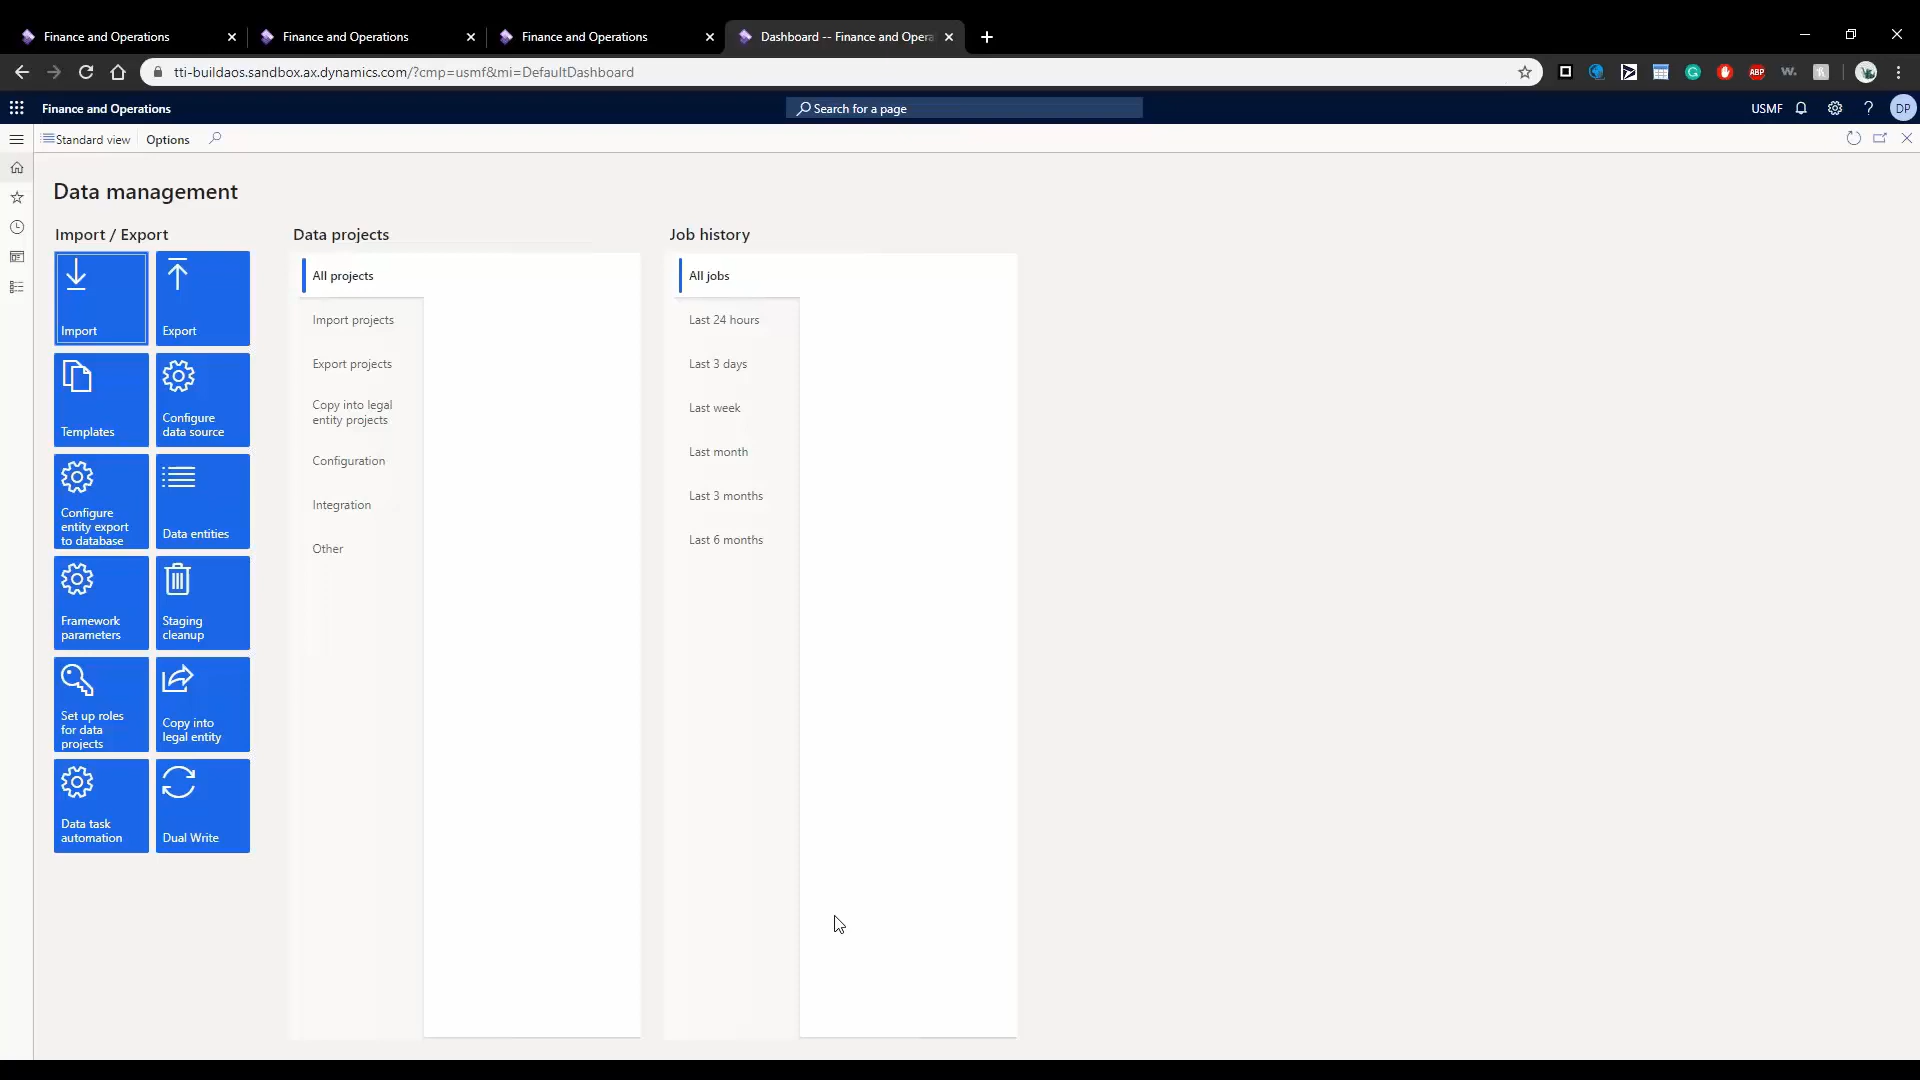 Finance and Operations
Finance and Operations
Finance and Operations
Dashboard -- Finance and Opera
tti-buildaos.sandbox.ax.dynamics.com/?cmp=usmf&mi=DefaultDashboard
ABP
w.
Finance and Operations
Search for a page
USMF
?
DP
Standard view
Options
Data management
Import / Export
Data projects
Job history
Import
Export
Templates
Configure
data source
Configure
entity export
to database
Data entities
Framework
parameters
Staging
cleanup
Set up roles
for data
projects
Copy into
legal entity
Data task
automation
Dual Write
All projects
Import projects
Export projects
Copy into legal
entity projects
Configuration
Integration
Other
All jobs
Last 24 hours
Last 3 days
Last week
Last month
Last 3 months
Last 6 months